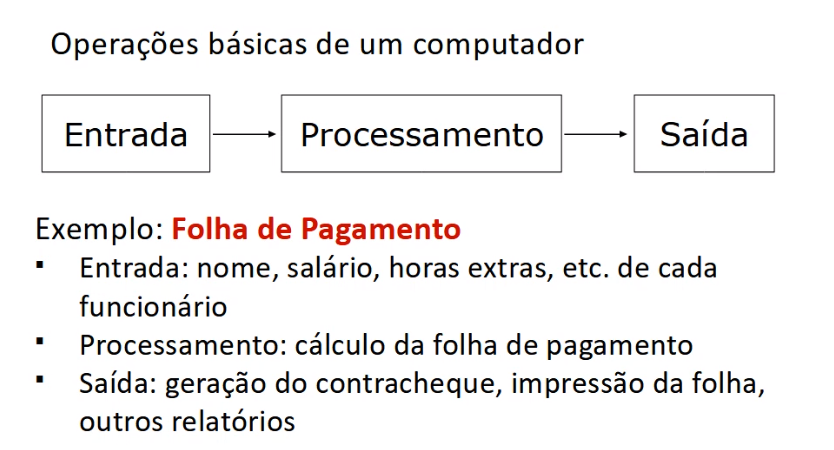 Operações básicas de um computador
Entrada
Processamento
Saída
Exemplo: Folha de Pagamento
▪ Entrada: nome, salário, horas extras, etc. de cada
funcionário
▪ Processamento: cálculo da folha de pagamento
▪ Saída: geração do contracheque, impressão da folha,
outros relatórios